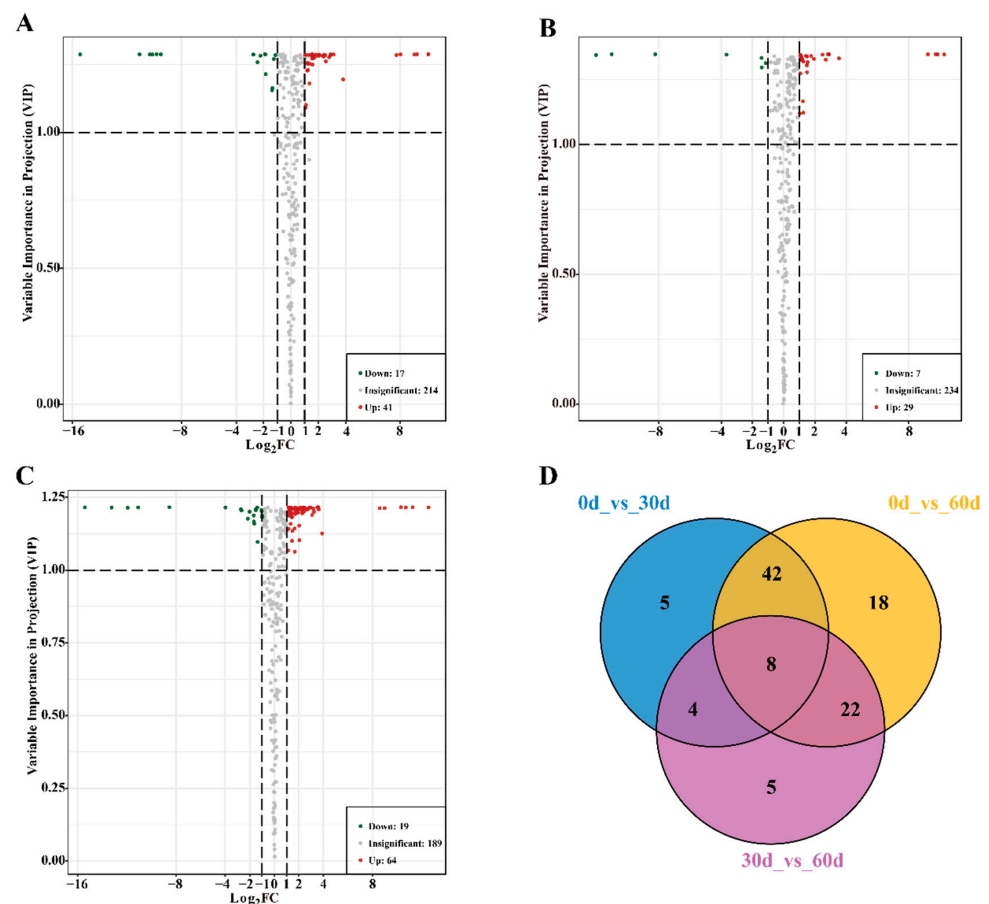 A
Variable Importance in Projection (VIP)
1.00
0.50
0.00
Down: 17
Insignificant: 214
Up: 41
−16 −12 −8 −4 −2 −1 0 1 2 4 8
Log2FC
B
Variable Importance in Projection (VIP)
1.00
0.50
0.00
Down: 7
Insignificant: 234
Up: 29
−8 −4 −2 −1 0 1 2 4 8
Log2FC
C
Variable Importance in Projection (VIP)
1.25
1.00
0.75
0.50
0.25
0.00
Down: 19
Insignificant: 189
Up: 64
−16 −8 −4 −2 −1 0 1 2 4 8
Log2FC
D
0d_vs_30d
0d_vs_60d
42
5
18
8
4
22
5
30d_vs_60d